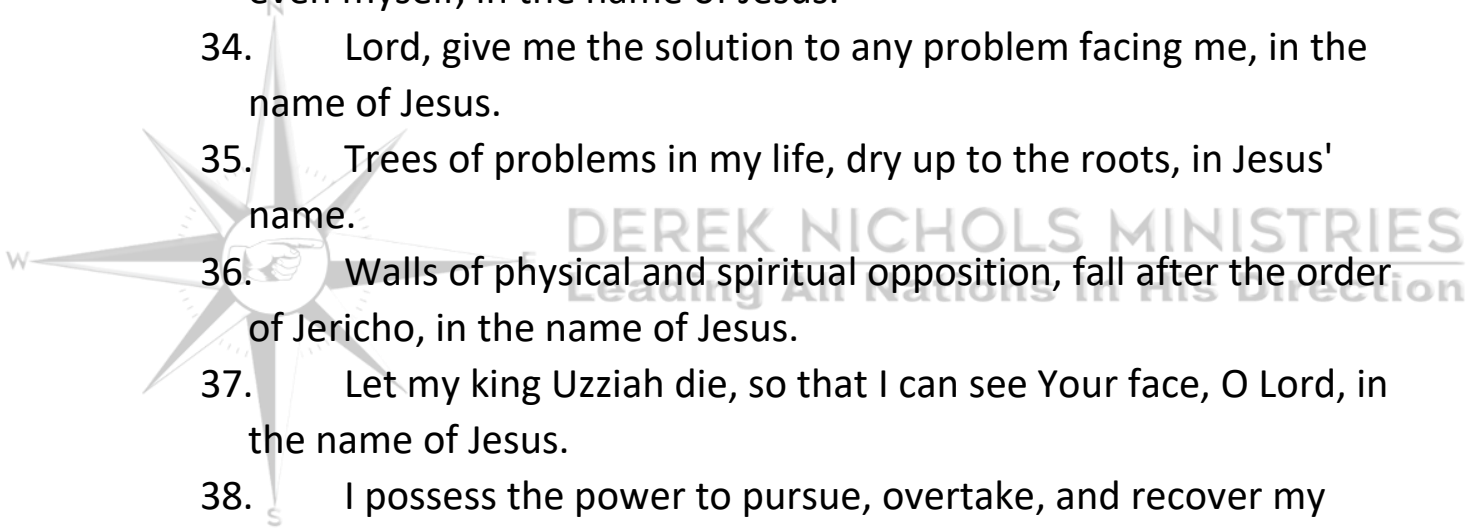 even myself, in the name of Jesus.
34. Lord, give me the solution to any problem facing me, in the
name of Jesus.
35. Trees of problems in my life, dry up to the roots, in Jesus'
name.
36. Walls of physical and spiritual opposition, fall after the order
of Jericho, in the name of Jesus.
37. Let my king Uzziah die, so that I can see Your face, O Lord, in
the name of Jesus.
38. I possess the power to pursue, overtake, and recover my
N
W
E
S
DEREK NICHOLS MINISTRIES
Leading All Nations In His Direction